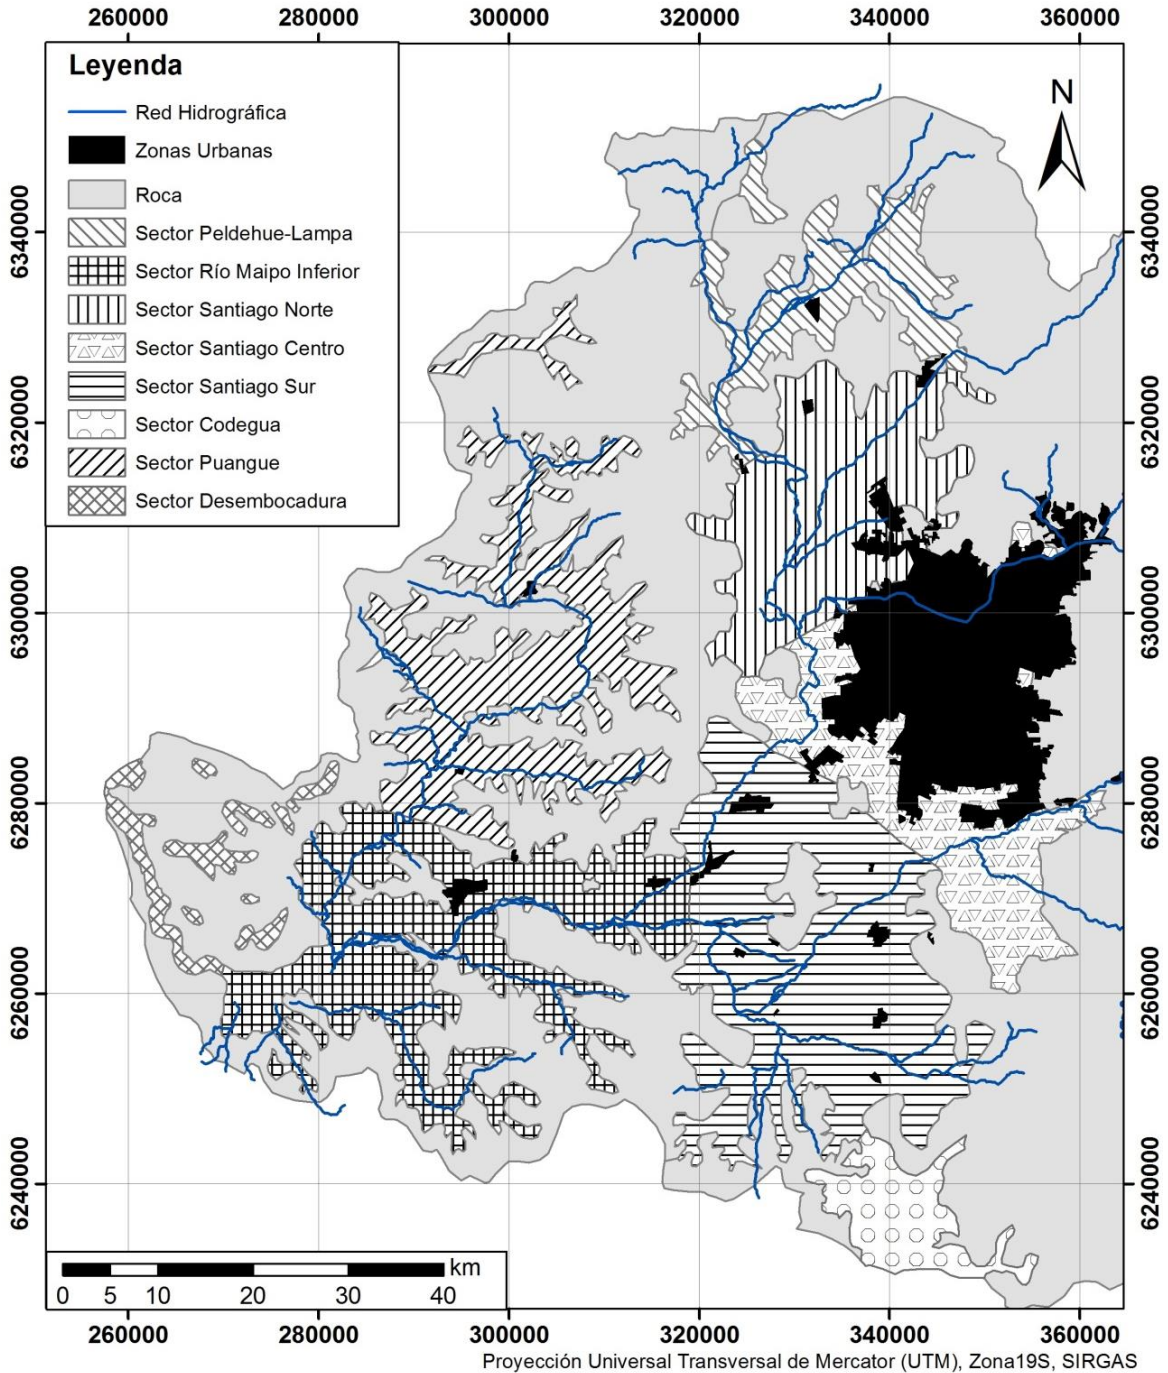 260000 280000 300000 320000 340000 360000
Leyenda
Red Hidrográfica
Zonas Urbanas
Roca
Sector Peldehue-Lampa
Sector Río Maipo Inferior
Sector Santiago Norte
Sector Santiago Centro
Sector Santiago Sur
Sector Codegua
Sector Puangue
Sector Desembocadura
N
6340000 6340000
6320000 6320000
6300000 6300000
6280000 6280000
6260000 6260000
6240000 6240000
km
0 5 10 20 30 40
260000 280000 300000 320000 340000 360000
Proyección Universal Transversal de Mercator (UTM), Zona19S, SIRGAS